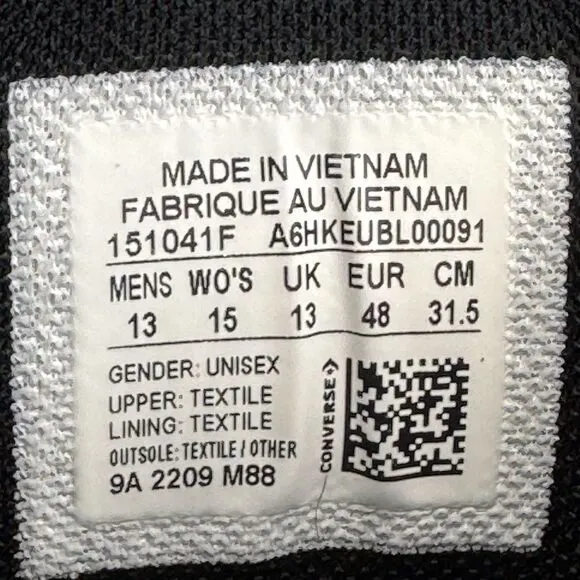 MADE IN VIETNAM
FABRIQUE AU VIETNAM
151041F A6HKEUBL00091
MENS WO'S UK EUR CM
13 15 13 48 31.5
GENDER: UNISEX
UPPER: TEXTILE
LINING: TEXTILE
OUTSOLE: TEXTILE / OTHER
9A 2209 M88
CONVERSE